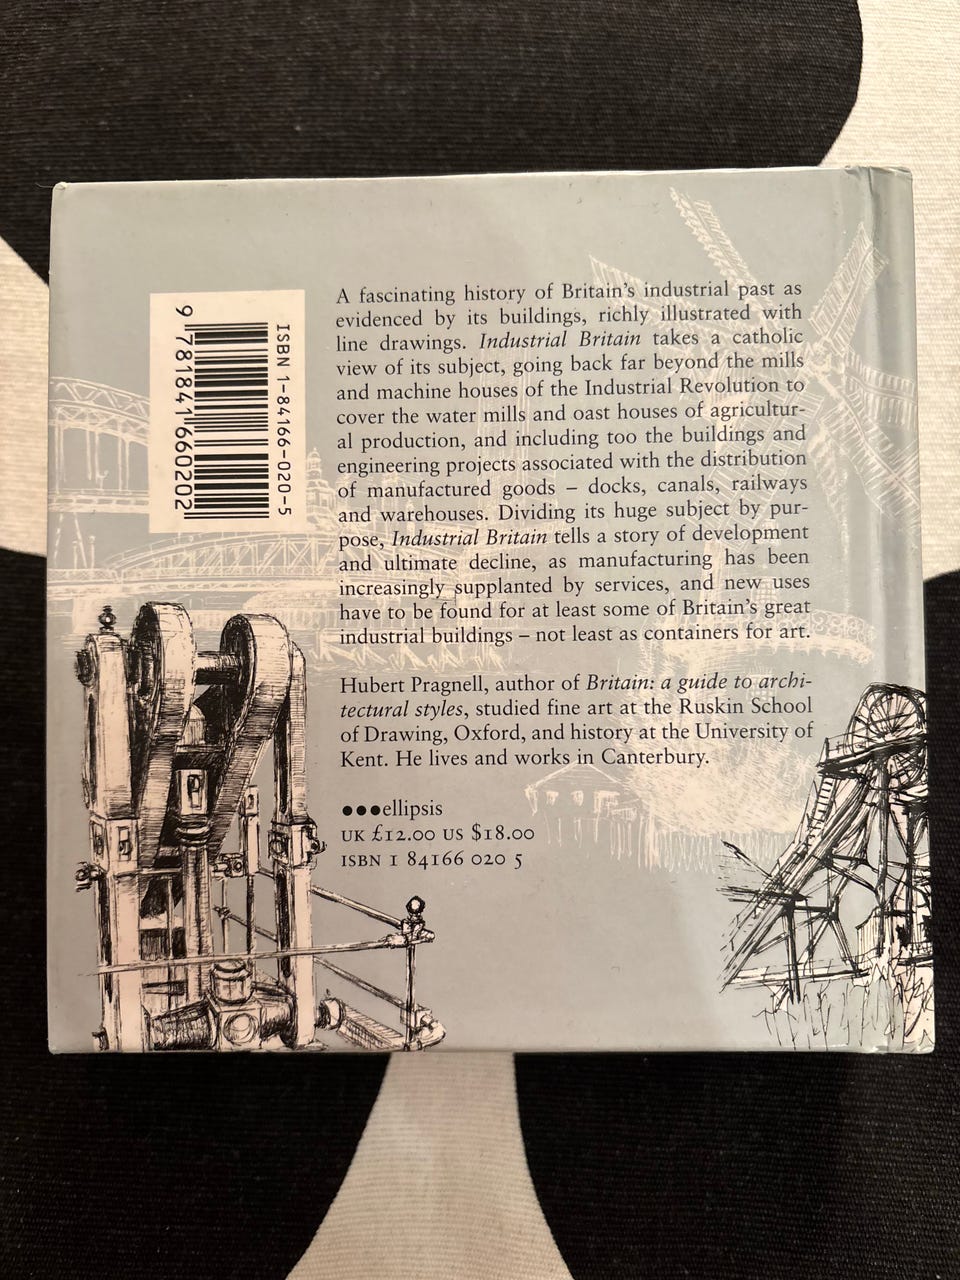 ISBN 1-84166-020-5
9 781841 660202
A fascinating history of Britain's industrial past as
evidenced by its buildings, richly illustrated with
line drawings. Industrial Britain takes a catholic
view of its subject, going back far beyond the mills
and machine houses of the Industrial Revolution to
cover the water mills and oast houses of agricultur-
al production, and including too the buildings and
engineering projects associated with the distribution
of manufactured goods – docks, canals, railways
and warehouses. Dividing its huge subject by pur-
pose, Industrial Britain tells a story of development
and ultimate decline, as manufacturing has been
increasingly supplanted by services, and new uses
have to be found for at least some of Britain's great
industrial buildings – not least as containers for art.
Hubert Pragnell, author of Britain: a guide to archi-
tectural styles, studied fine art at the Ruskin School
of Drawing, Oxford, and history at the University of
Kent. He lives and works in Canterbury.
●●●ellipsis
UK £12.00 US $18.00
ISBN 1 84166 020 5